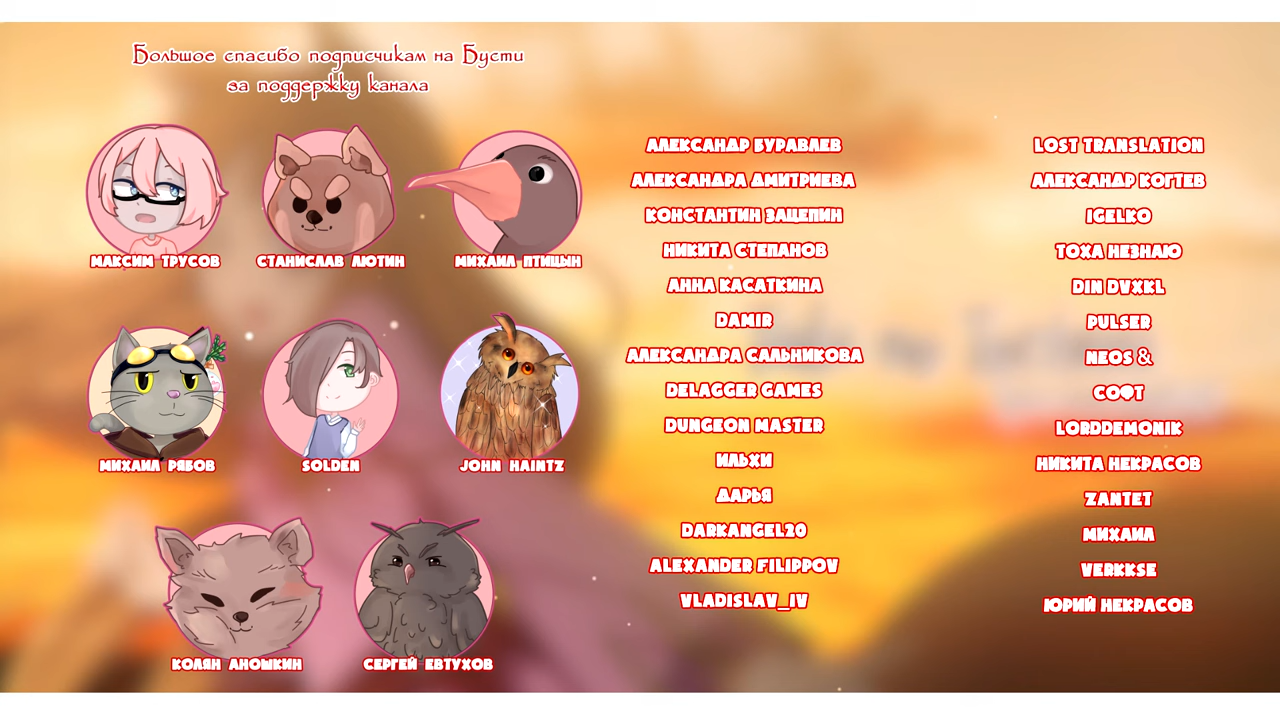 Большое спасибо подписчикам на Бусти
за поддержку канала
МАКСИМ ТРУСОВ
СТАНИСЛАВ ЛЮТИН
МИХАИЛ ПТИЦЫН
МИХАИЛ РЯБОВ
SOLDEN
JOHN HAINTZ
КОЛЯН АНОШКИН
СЕРГЕЙ ЕВТУХОВ
АЛЕКСАНДР БУРАВЛЕВ
АЛЕКСАНДРА ДМИТРИЕВА
КОНСТАНТИН ЗАЦЕПИН
НИКИТА СТЕПАНОВ
АННА КАСАТКИНА
DAMIR
АЛЕКСАНДРА САЛЬНИКОВА
DELAGGER GAMES
DUNGEON MASTER
ИЛЬХИ
ДАРЬЯ
DARKANGEL20
ALEXANDER FILIPPOV
VLADISLAV_IV
LOST TRANSLATION
АЛЕКСАНДР КОГТЕВ
IGELKO
ТОХА НЕЗНАЮ
DIN DVXKL
PULSER
NEOS &
СОФТ
LORDDEMONIK
НИКИТА НЕКРАСОВ
ZANTET
МИХАИЛ
VERKKSE
ЮРИЙ НЕКРАСОВ